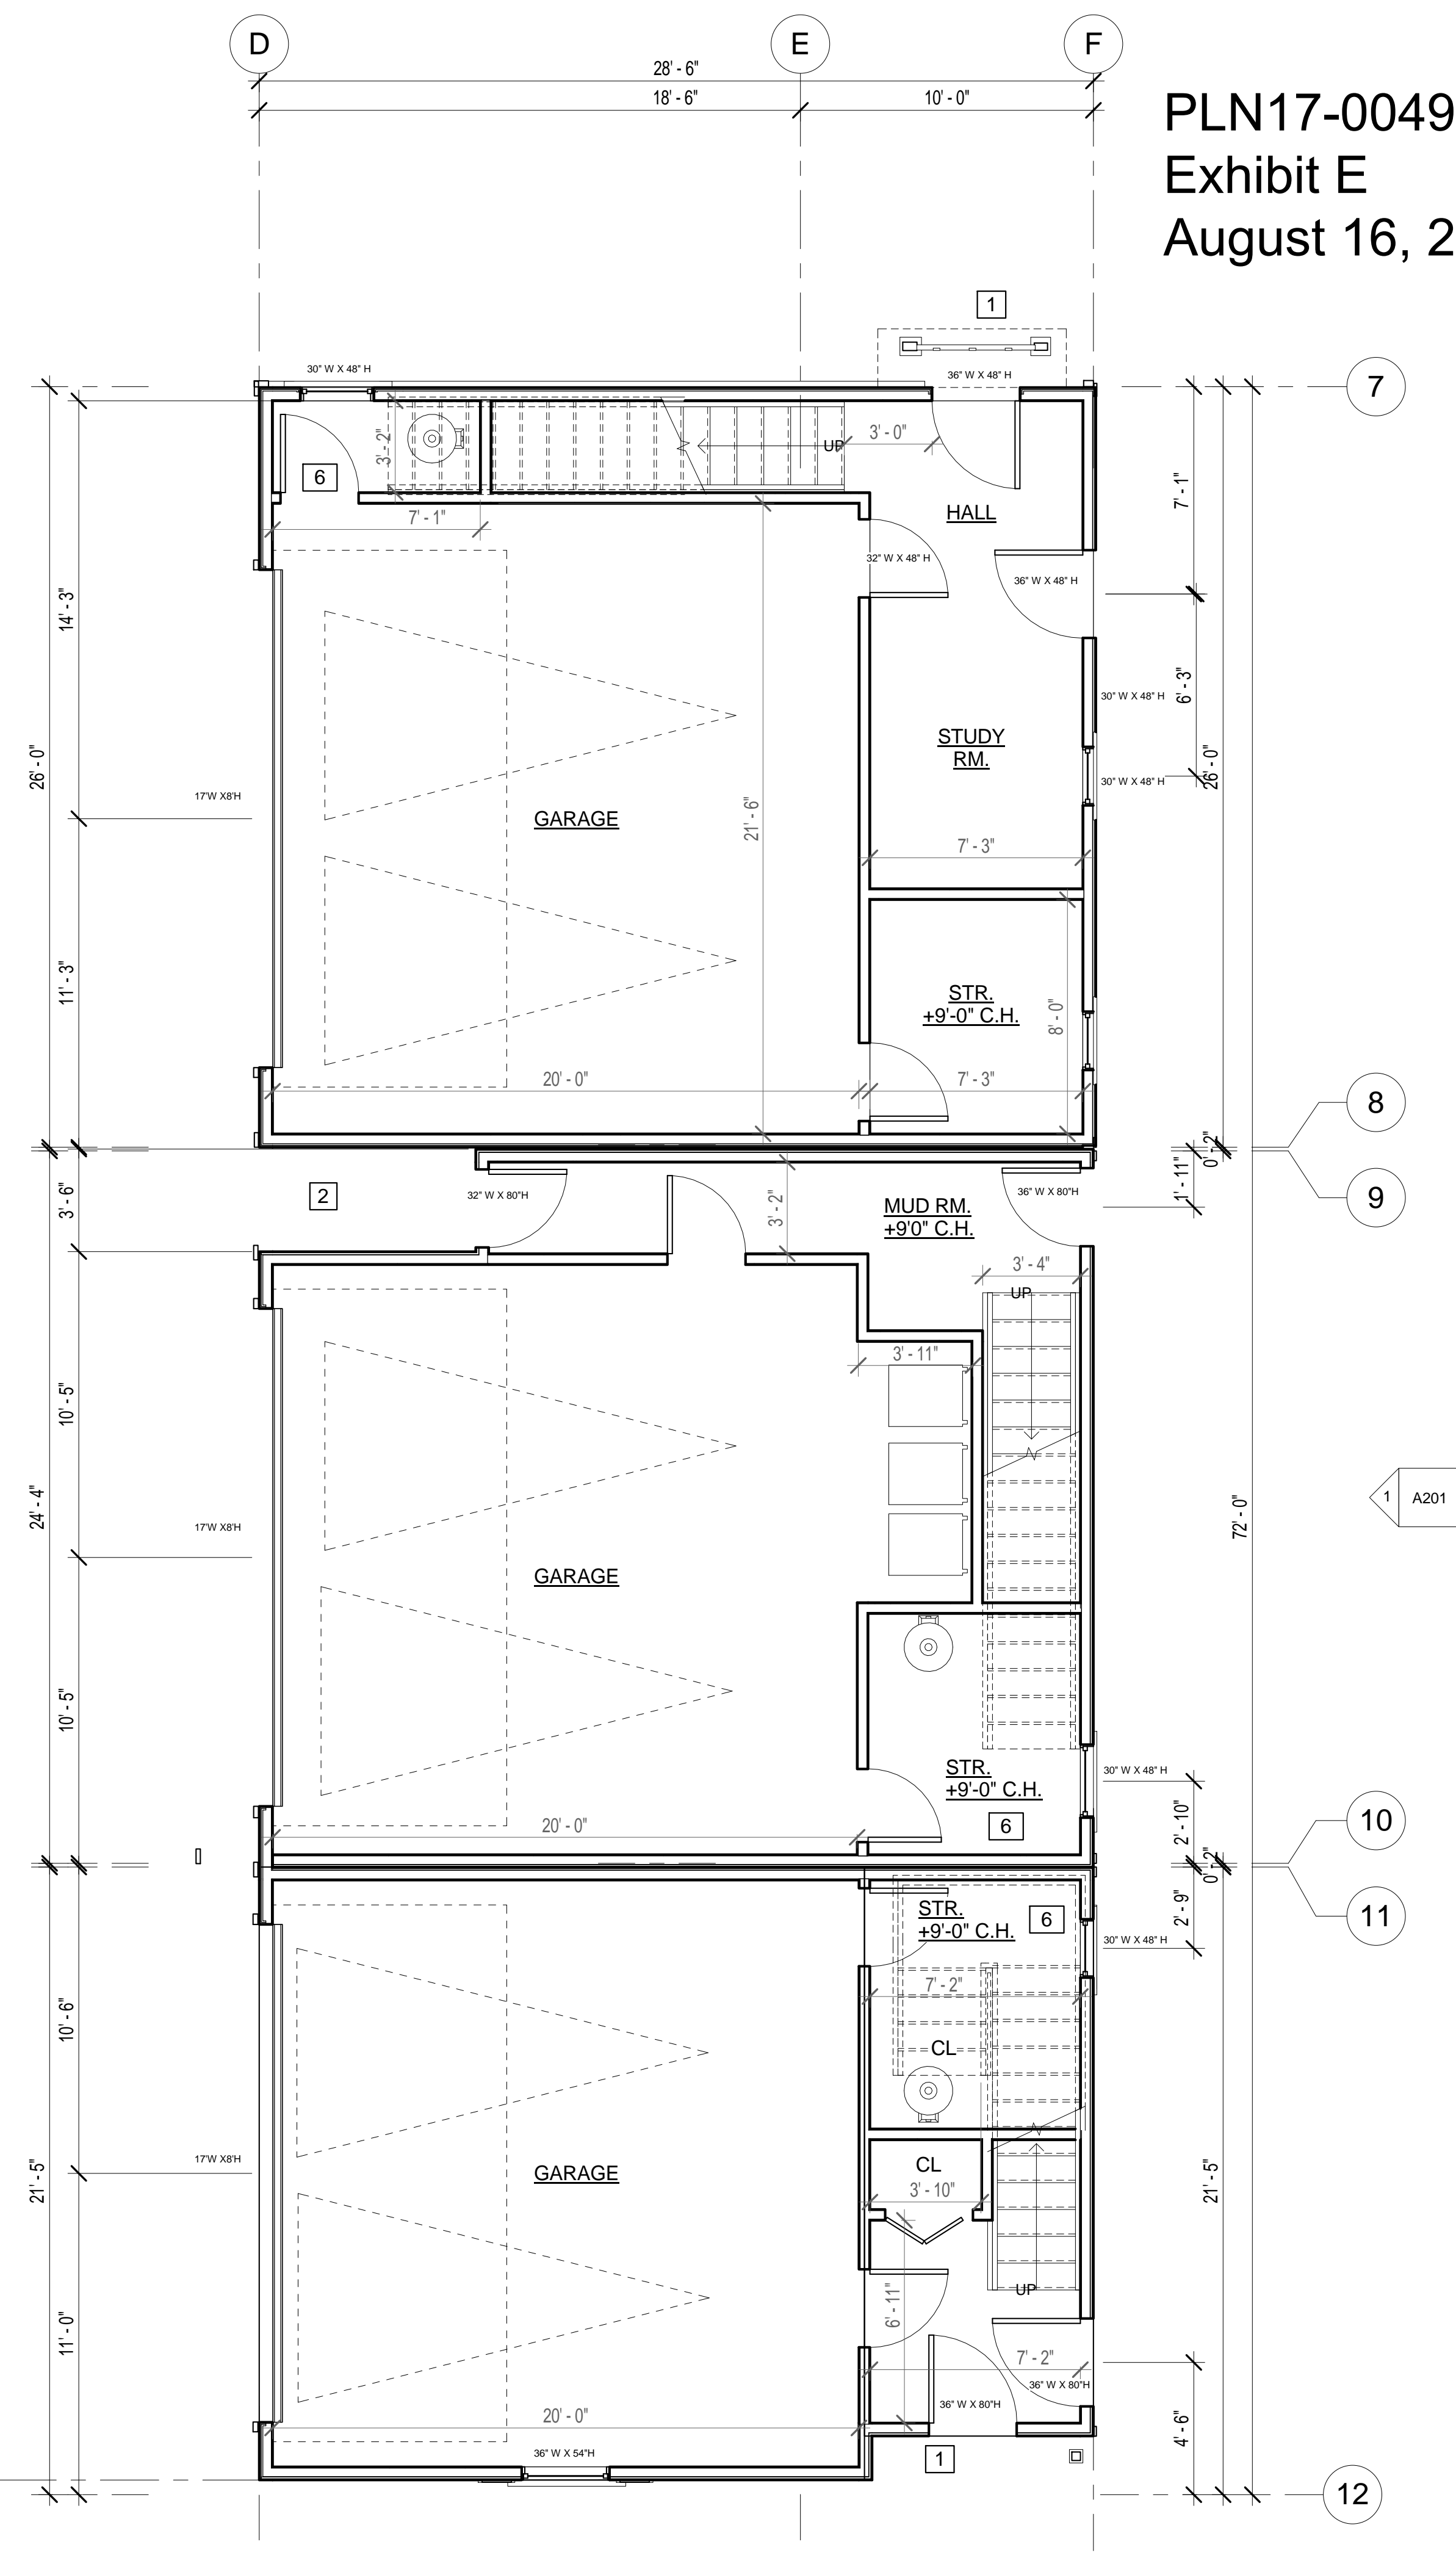 D
E
F
28' - 6"
18' - 6"
10' - 0"
PLN17-0049
Exhibit E
August 16, 2
1
30" W X 48" H
36" W X 48" H
7
UP
3' - 0"
3' - 2"
6
7' - 1"
HALL
7' - 1"
32" W X 48" H
36" W X 48" H
14' - 3"
30" W X 48" H
6' - 3"
STUDY
RM.
26' - 0"
26' - 0"
30" W X 48" H
17'W X8'H
GARAGE
21' - 6"
7' - 3"
11' - 3"
STR.
+9'-0" C.H.
8' - 0"
20' - 0"
7' - 3"
8
0' - 2"
1' - 11"
3' - 6"
2
32" W X 80"H
3' - 2"
MUD RM.
+9'0" C.H.
36" W X 80"H
9
3' - 4"
UP
3' - 11"
10' - 5"
24' - 4"
17'W X8'H
72' - 0"
1
A201
GARAGE
10' - 5"
STR.
+9'-0" C.H.
30" W X 48" H
6
20' - 0"
2' - 10"
10
0' - 2"
2' - 9"
STR.
+9'-0" C.H.
6
11
30" W X 48" H
7' - 2"
10' - 6"
CL
17'W X8'H
GARAGE
CL
3' - 10"
21' - 5"
21' - 5"
UP
6' - 11"
11' - 0"
7' - 2"
36" W X 80"H
36" W X 80"H
20' - 0"
4' - 6"
36" W X 54"H
1
12